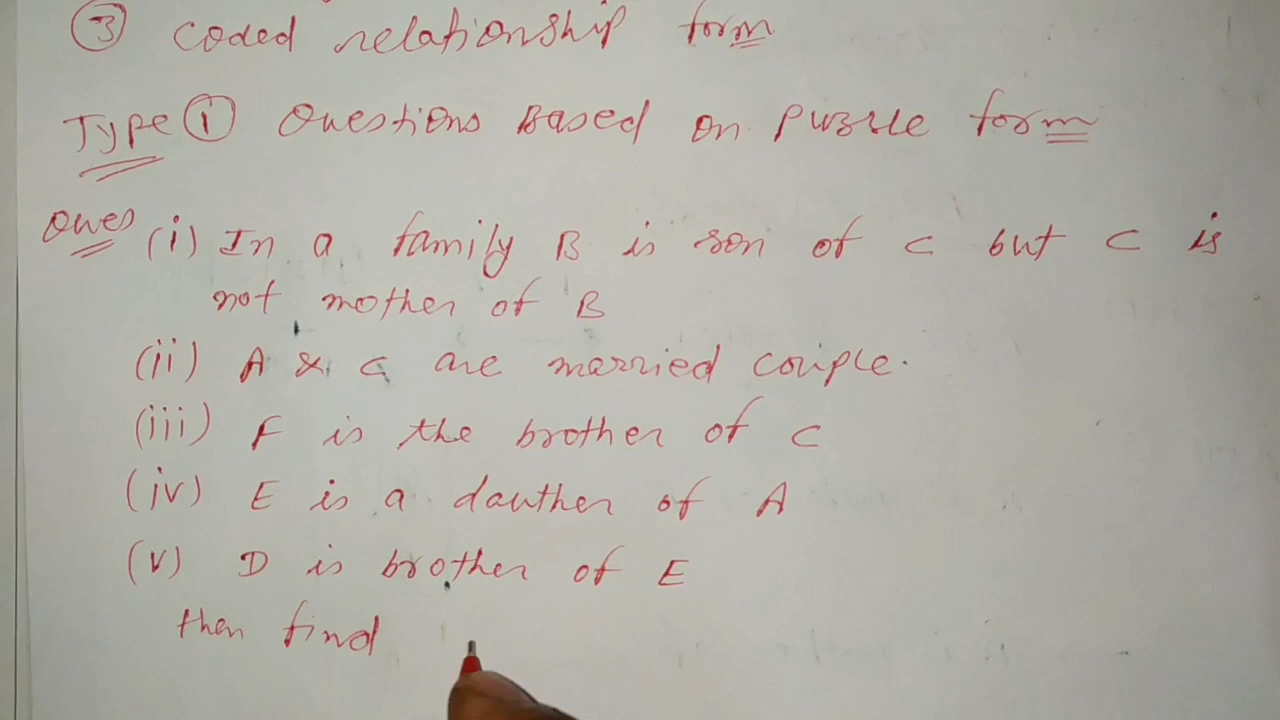 ③ coded relationship form
Type ① Questions Based on Puzzle form
Ques (i) In a family B is son of C but C is
not mother of B
(ii) A & C are married couple.
(iii) F is the brother of C
(iv) E is a dauther of A
(v) D is brother of E
then find